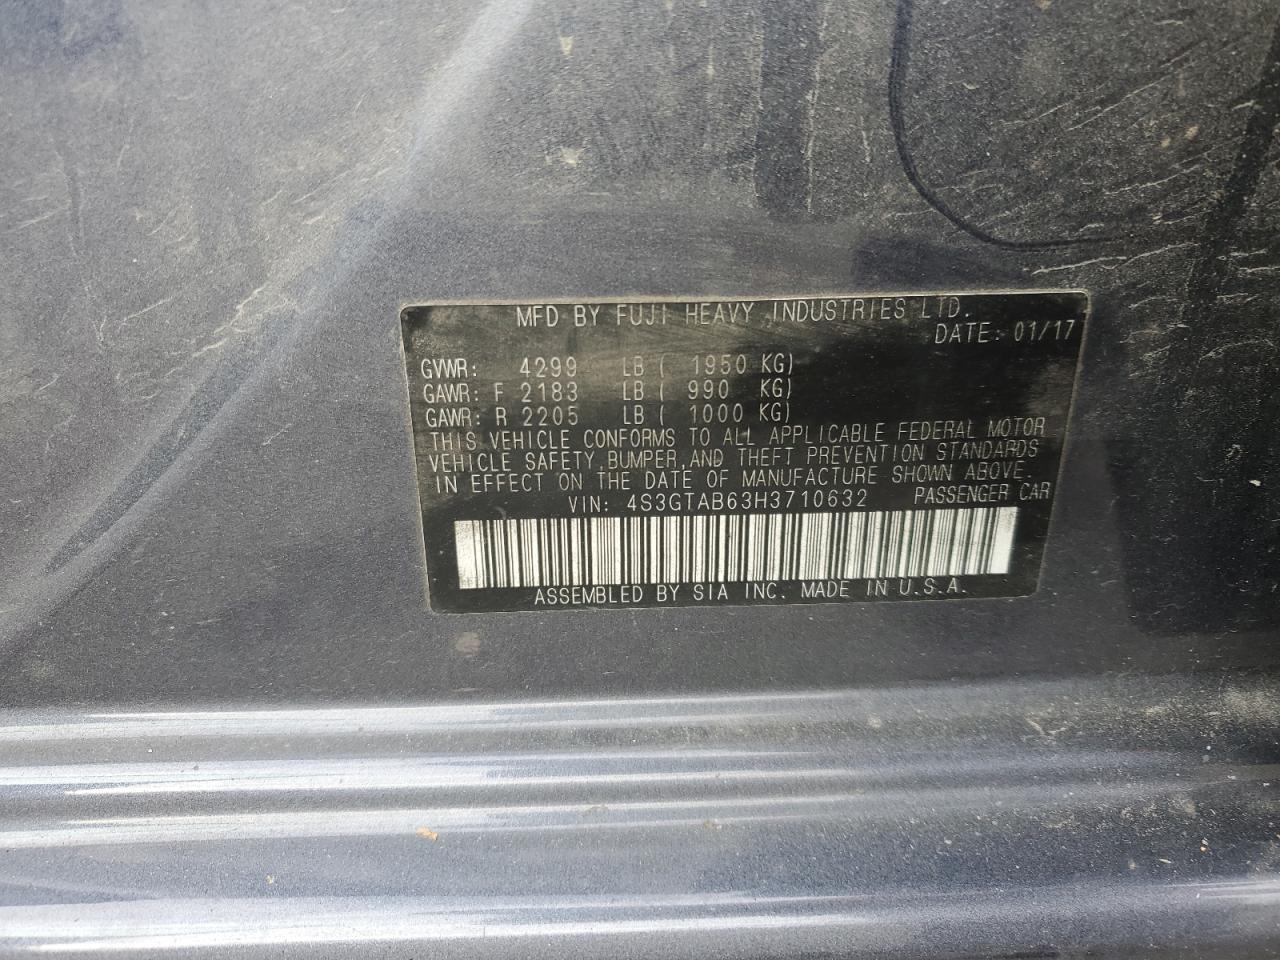 MFD BY FUJI HEAVY INDUSTRIES LTD.
DATE: 01/17
GVWR: 4299 LB ( 1950 KG)
GAWR: F 2183 LB ( 990 KG)
GAWR: R 2205 LB ( 1000 KG)
THIS VEHICLE CONFORMS TO ALL APPLICABLE FEDERAL MOTOR
VEHICLE SAFETY, BUMPER, AND THEFT PREVENTION STANDARDS
IN EFFECT ON THE DATE OF MANUFACTURE SHOWN ABOVE.
VIN: 4S3GTAB63H3710632 PASSENGER CAR
ASSEMBLED BY SIA INC. MADE IN U.S.A.